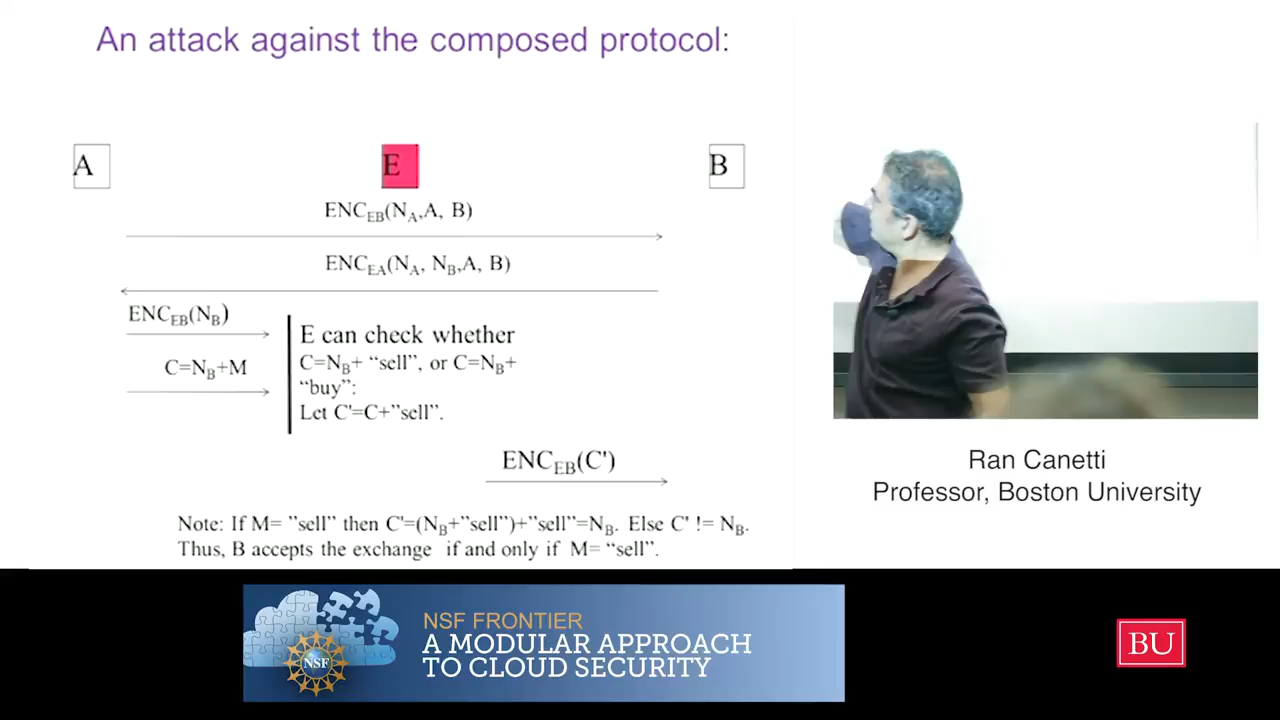 An attack against the composed protocol:
A
E
B
ENC_EB(N_A,A, B)
ENC_EA(N_A, N_B,A, B)
ENC_EB(N_B)
C=N_B+M
E can check whether
C=N_B+ “sell”, or C=N_B+
“buy”:
Let C'=C+”sell”.
ENC_EB(C')
Note: If M= ”sell” then C'=(N_B+”sell”)+”sell”=N_B. Else C' != N_B.
Thus, B accepts the exchange if and only if M= “sell”.
Ran Canetti
Professor, Boston University
NSF
NSF FRONTIER
A MODULAR APPROACH
TO CLOUD SECURITY
BU